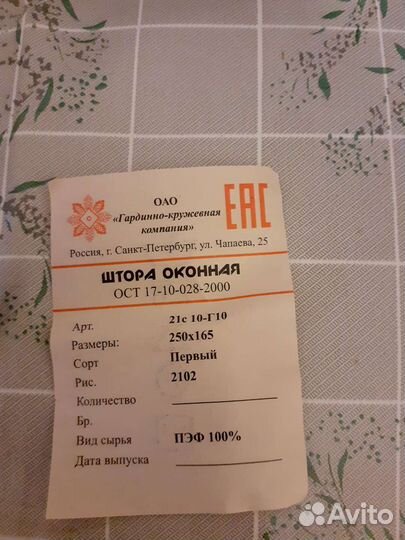 ОАО
«Гардинно-кружевная
компания»
ЕАС
Россия, г. Санкт-Петербург, ул. Чапаева, 25
ШТОРА ОКОННАЯ
ОСТ 17-10-028-2000
Арт. 21с 10-Г10
Размеры: 250х165
Сорт Первый
Рис. 2102
Количество
Бр.
Вид сырья ПЭФ 100%
Дата выпуска
Avito